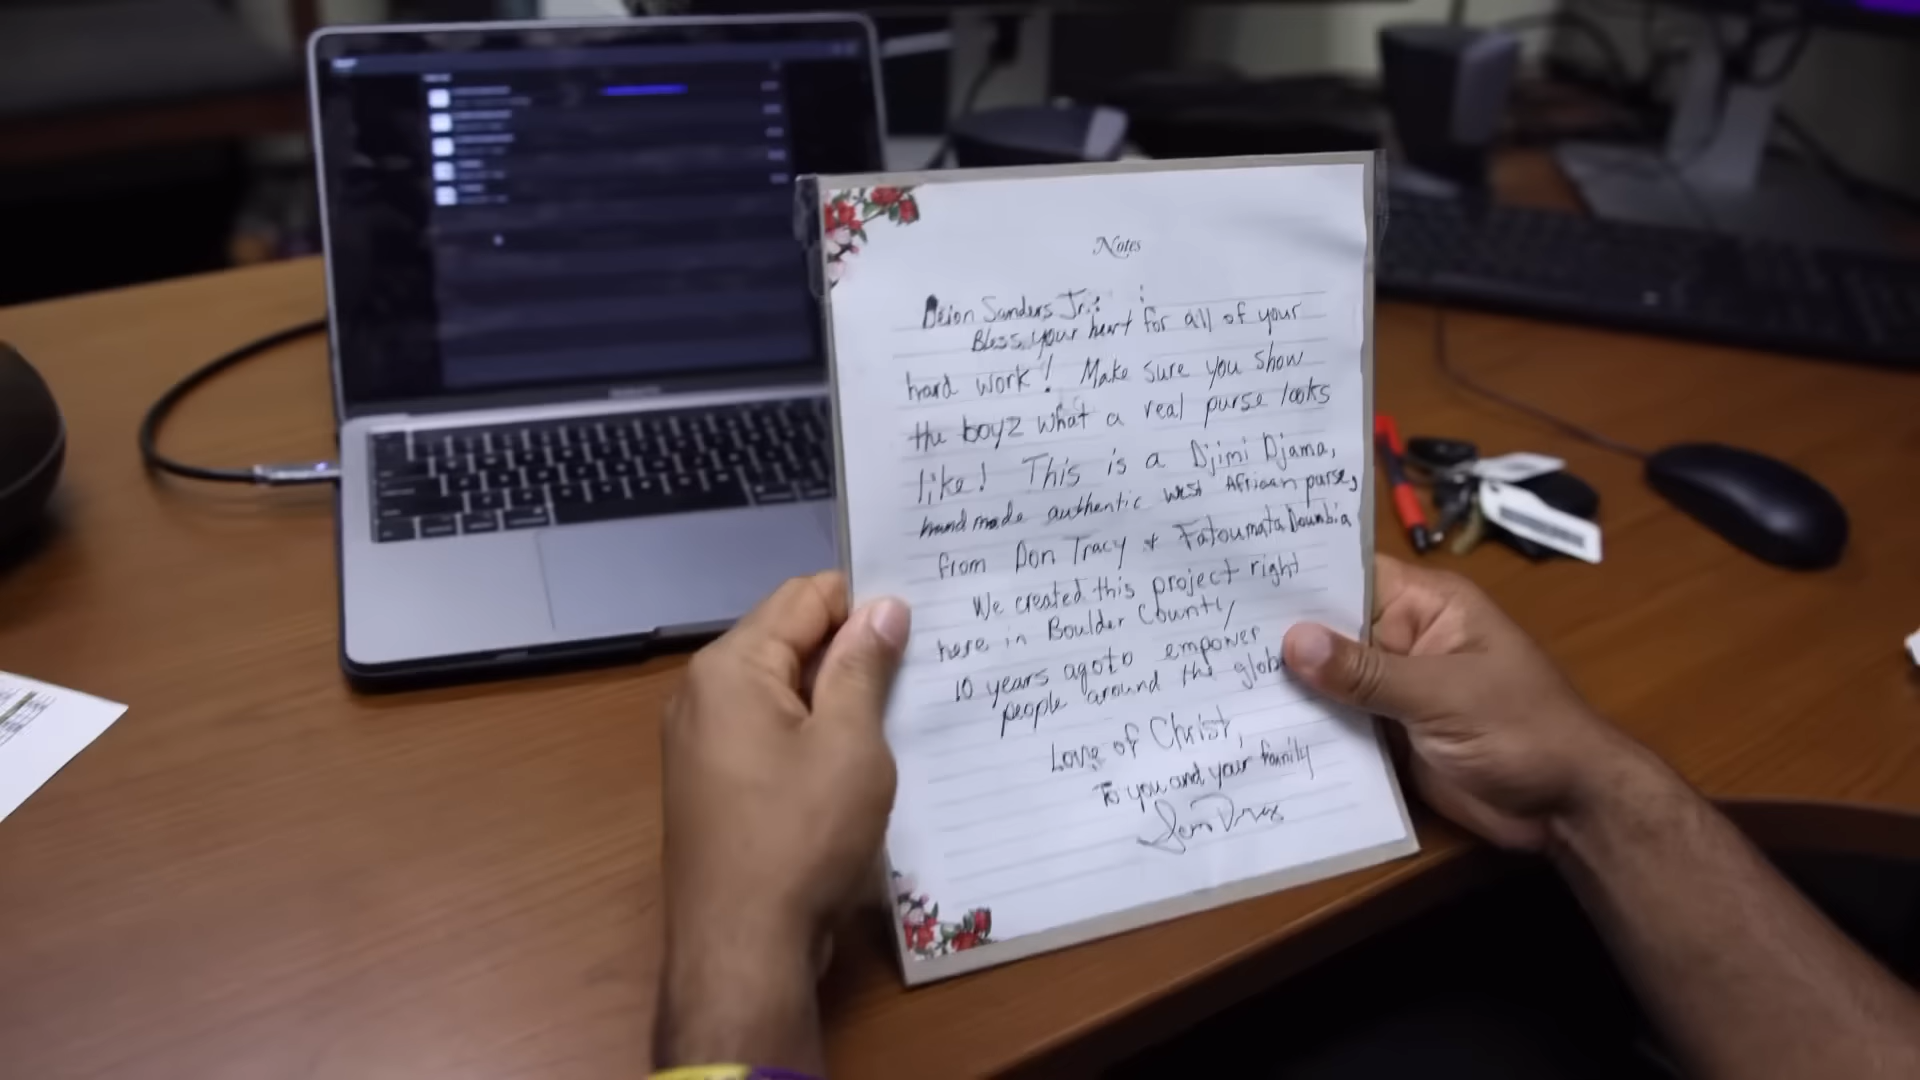 Notes
Deion Sanders Jr.:
Bless your heart for all of your
hard work! Make sure you show
the boyz what a real purse looks
like! This is a Djimi Djama,
handmade authentic west African purse,
from Don Tracy & Fatoumata Doumbia
We created this project right
here in Boulder County
10 years ago to empower
people around the globe
Love of Christ,
To you and your family